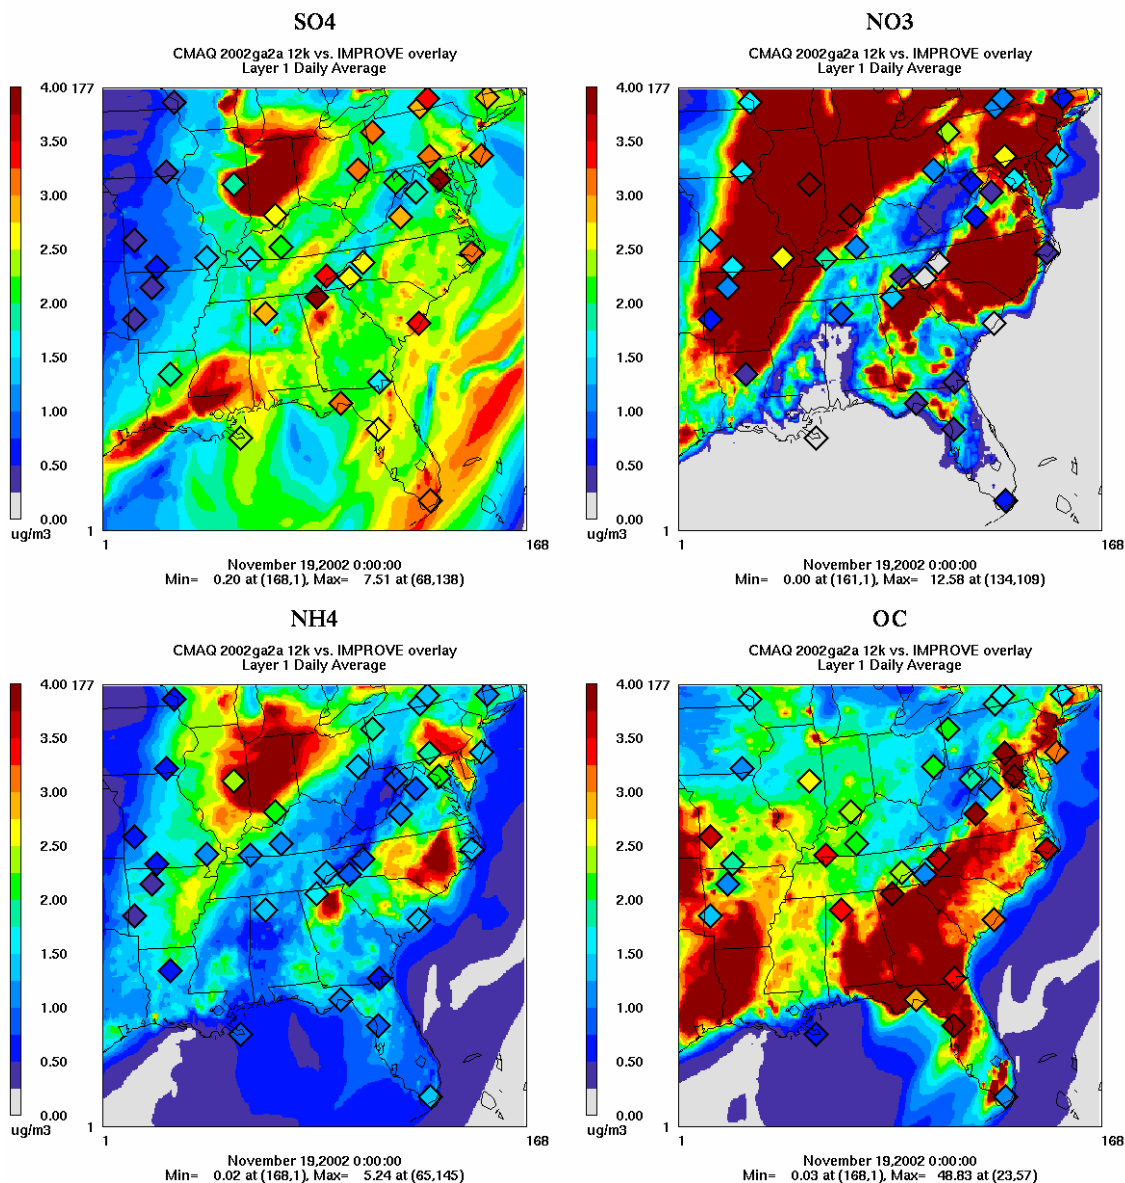 SO4
CMAQ 2002ga2a 12k vs. IMPROVE overlay
Layer 1 Daily Average
4.00 177
3.50
3.00
2.50
2.00
1.50
1.00
0.50
0.00
ug/m3
1
1
168
November 19,2002 0:00:00
Min= 0.20 at (168,1), Max= 7.51 at (68,138)
NO3
CMAQ 2002ga2a 12k vs. IMPROVE overlay
Layer 1 Daily Average
4.00 177
3.50
3.00
2.50
2.00
1.50
1.00
0.50
0.00
ug/m3
1
1
168
November 19,2002 0:00:00
Min= 0.00 at (161,1), Max= 12.58 at (134,109)
NH4
CMAQ 2002ga2a 12k vs. IMPROVE overlay
Layer 1 Daily Average
4.00 177
3.50
3.00
2.50
2.00
1.50
1.00
0.50
0.00
ug/m3
1
1
168
November 19,2002 0:00:00
Min= 0.02 at (168,1), Max= 5.24 at (65,145)
OC
CMAQ 2002ga2a 12k vs. IMPROVE overlay
Layer 1 Daily Average
4.00 177
3.50
3.00
2.50
2.00
1.50
1.00
0.50
0.00
ug/m3
1
1
168
November 19,2002 0:00:00
Min= 0.03 at (168,1), Max= 48.83 at (23,57)